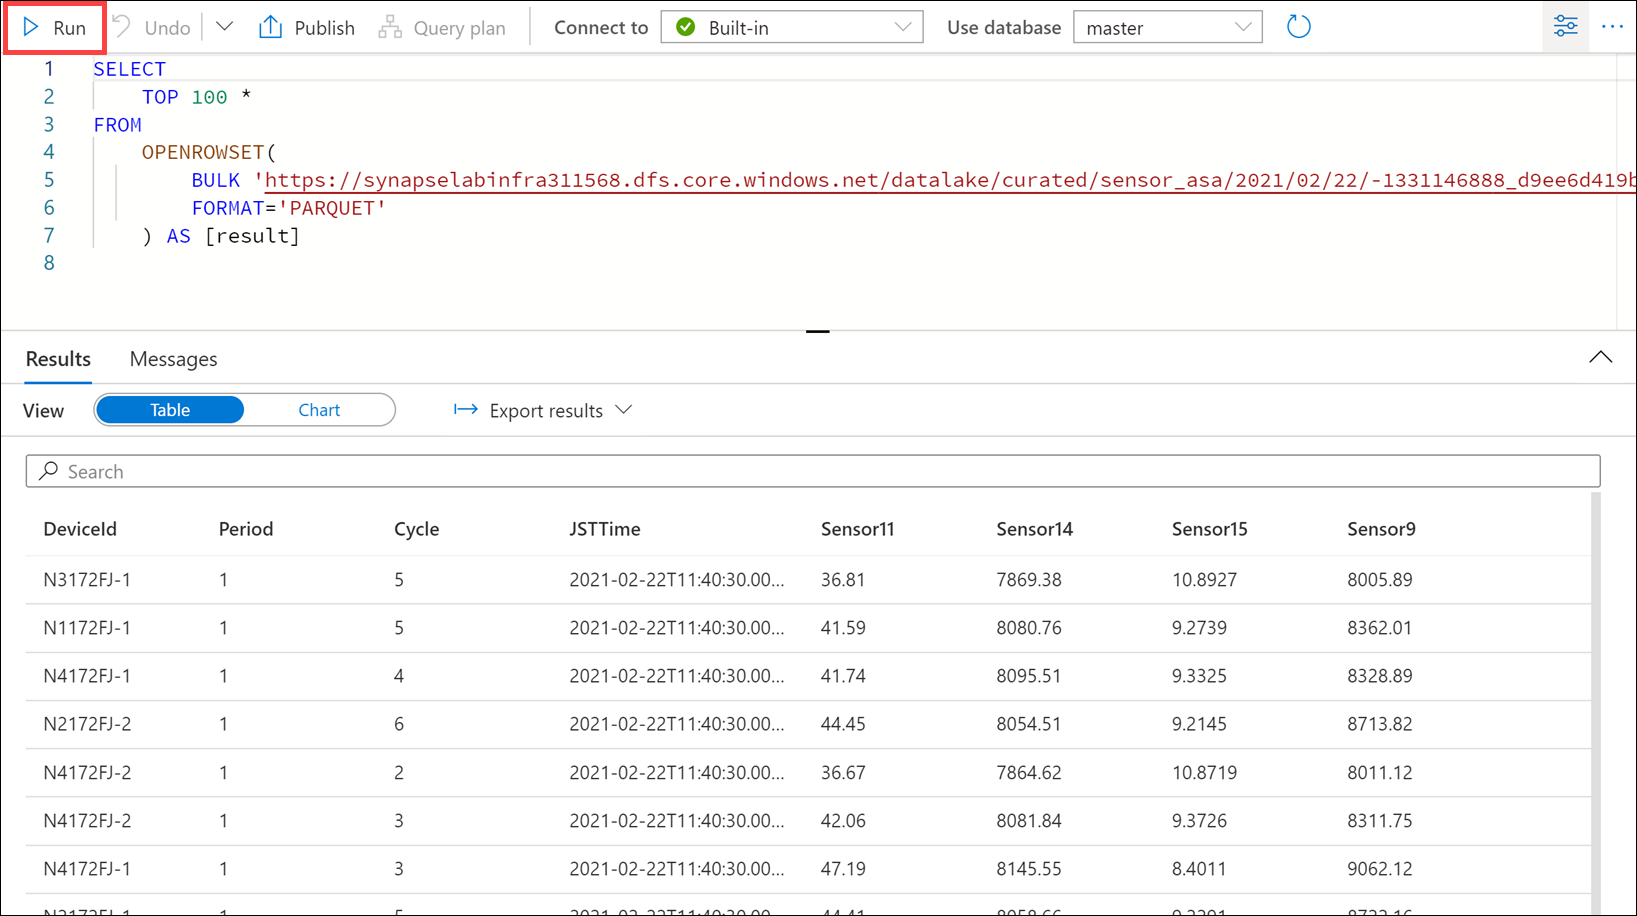 Run Undo Publish Query plan Connect to Built-in Use database master
1 SELECT
2 TOP 100 *
3 FROM
4 OPENROWSET(
5 BULK 'https://synapselabinfra311568.dfs.core.windows.net/datalake/curated/sensor_asa/2021/02/22/-1331146888_d9ee6d419b
6 FORMAT='PARQUET'
7 ) AS [result]
8
Results Messages
View Table Chart Export results
Search
DeviceId Period Cycle JSTTime Sensor11 Sensor14 Sensor15 Sensor9
N3172FJ-1 1 5 2021-02-22T11:40:30.00... 36.81 7869.38 10.8927 8005.89
N1172FJ-1 1 5 2021-02-22T11:40:30.00... 41.59 8080.76 9.2739 8362.01
N4172FJ-1 1 4 2021-02-22T11:40:30.00... 41.74 8095.51 9.3325 8328.89
N2172FJ-2 1 6 2021-02-22T11:40:30.00... 44.45 8054.51 9.2145 8713.82
N4172FJ-2 1 2 2021-02-22T11:40:30.00... 36.67 7864.62 10.8719 8011.12
N4172FJ-2 1 3 2021-02-22T11:40:30.00... 42.06 8081.84 9.3726 8311.75
N4172FJ-1 1 3 2021-02-22T11:40:30.00... 47.19 8145.55 8.4011 9062.12